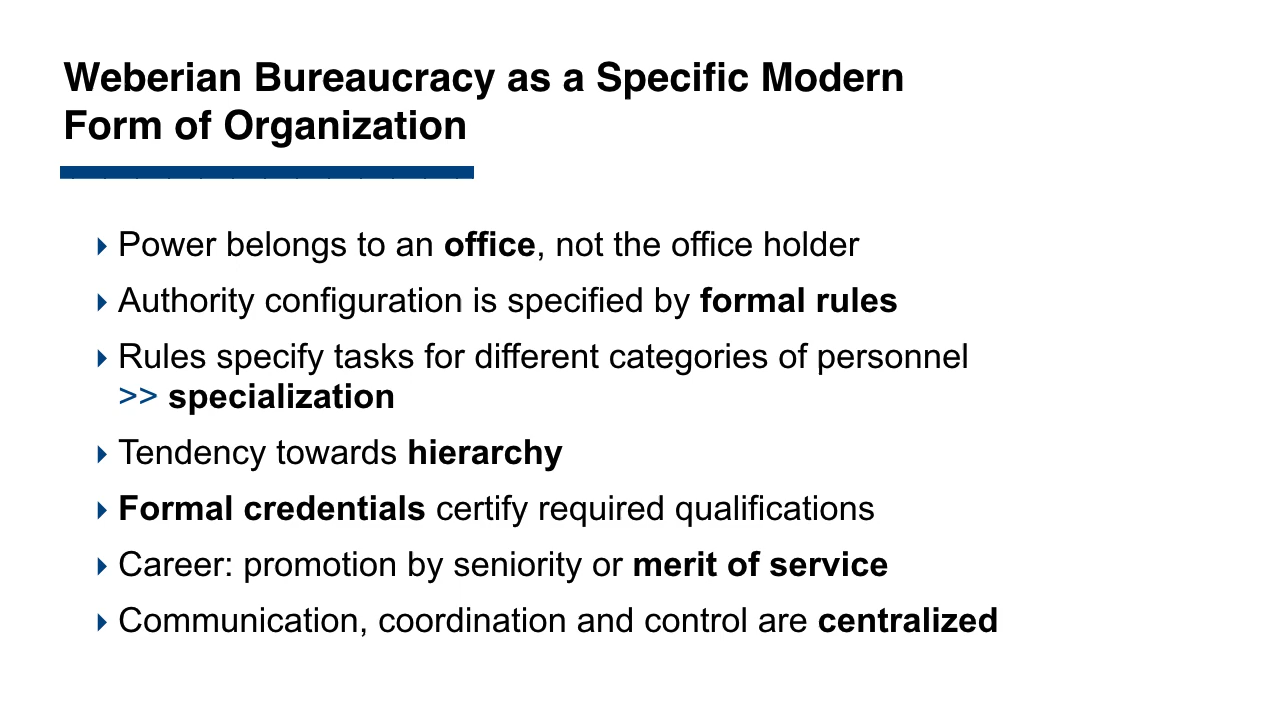 Weberian Bureaucracy as a Specific Modern
Form of Organization
Power belongs to an office, not the office holder
Authority configuration is specified by formal rules
Rules specify tasks for different categories of personnel
>> specialization
Tendency towards hierarchy
Formal credentials certify required qualifications
Career: promotion by seniority or merit of service
Communication, coordination and control are centralized